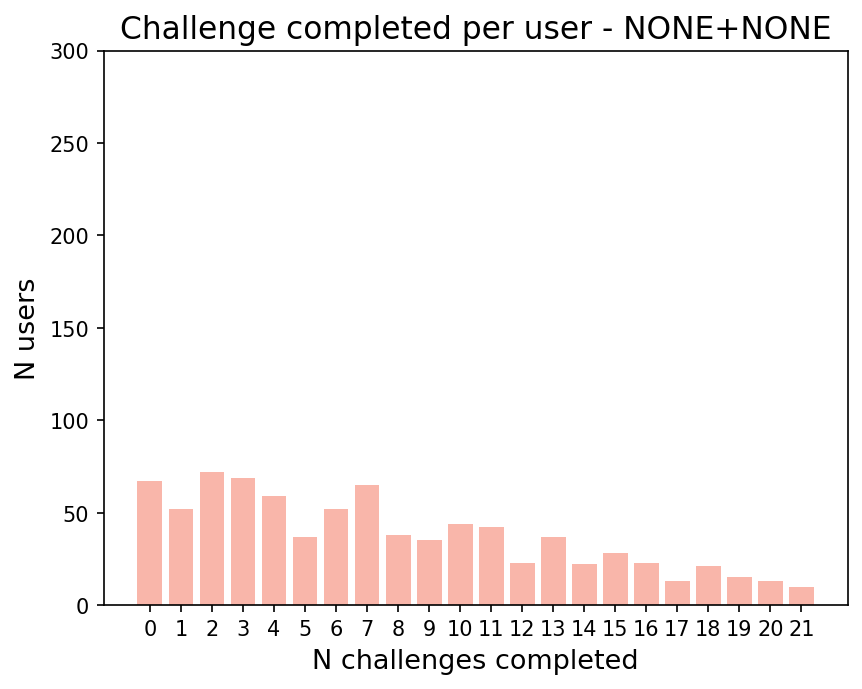 Challenge completed per user - NONE+NONE
300
250
200
150
100
50
0
N users
0 1 2 3 4 5 6 7 8 9 10 11 12 13 14 15 16 17 18 19 20 21
N challenges completed